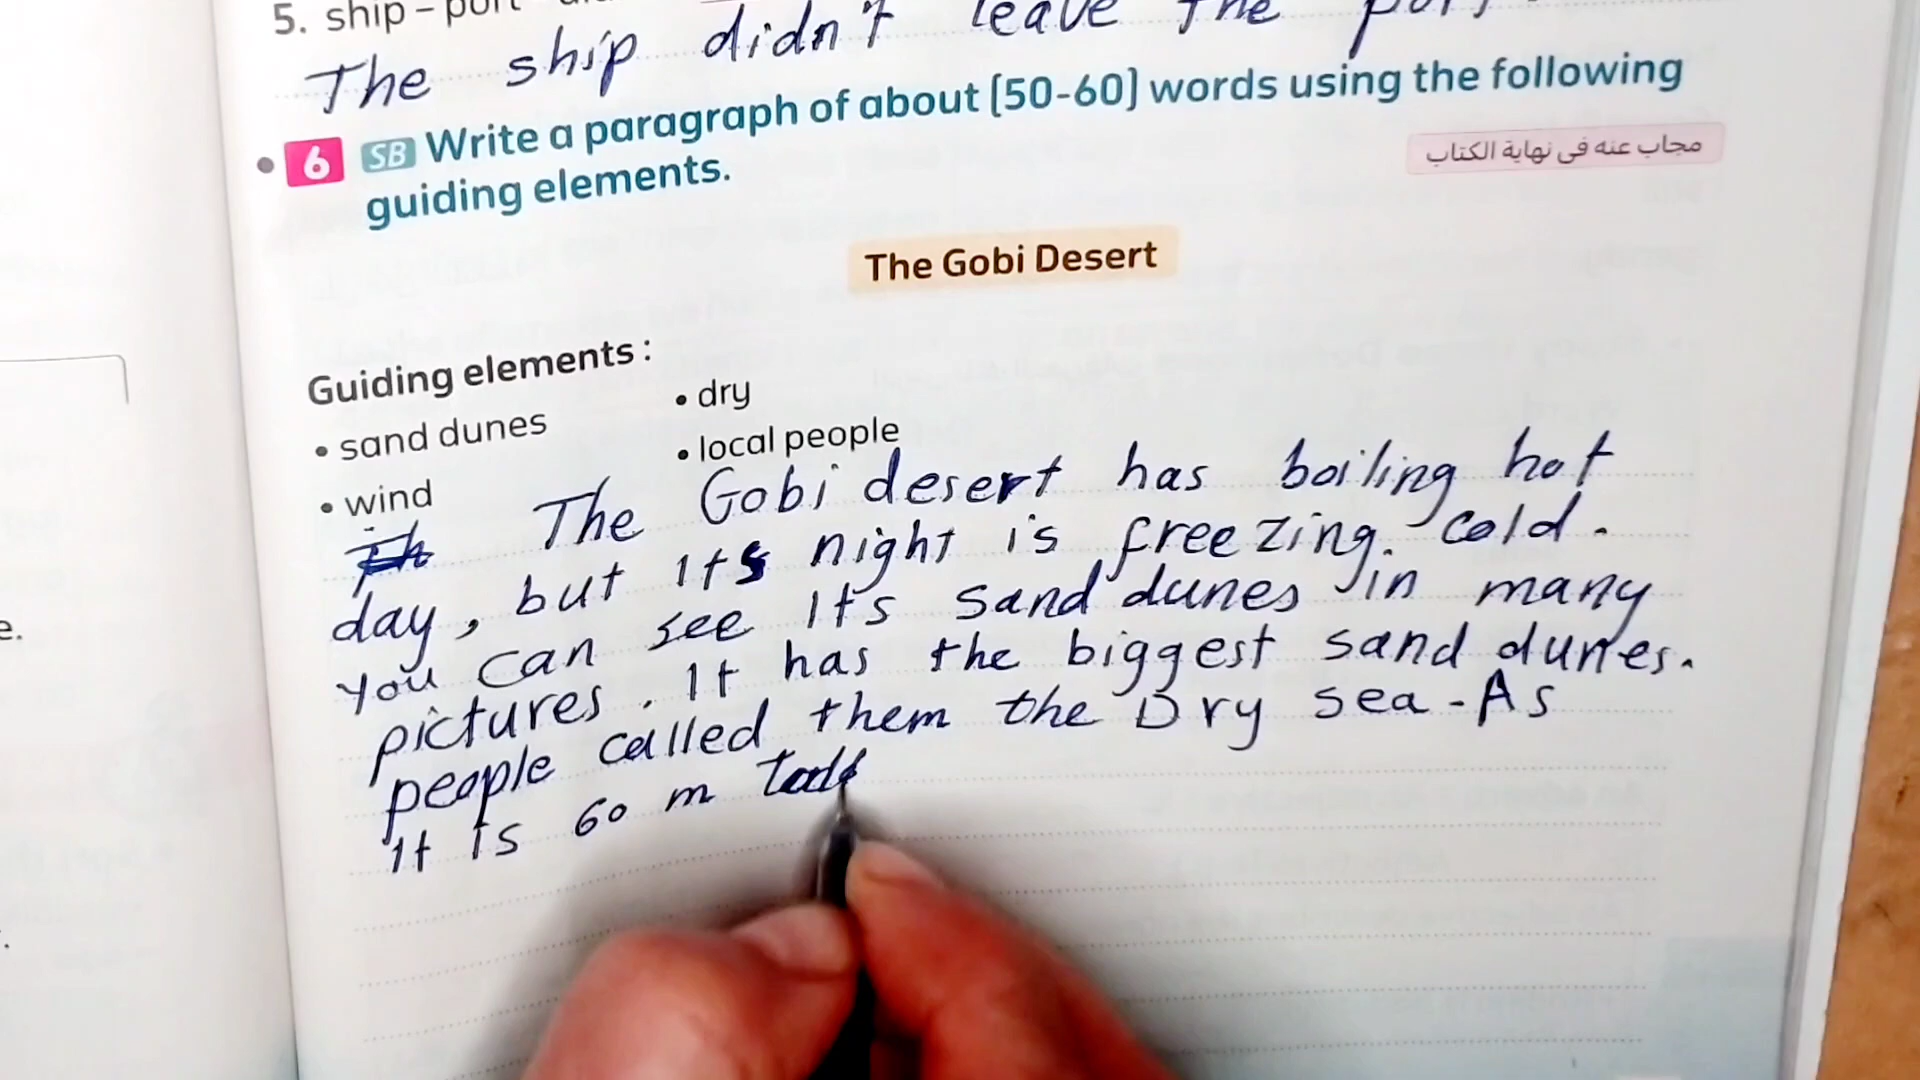 5. ship – port
The ship didn't leave the port
• 6 SB Write a paragraph of about (50-60) words using the following
guiding elements.
مجاب عنه فى نهاية الكتاب
The Gobi Desert
Guiding elements :
• sand dunes
• dry
• wind
• local people
The Gobi desert has boiling hot
day, but its night is freezing. cold.
You can see Its sand dunes in many
pictures. It has the biggest sand dunes.
people called them the Dry sea - As
It is 60 m tall
e.